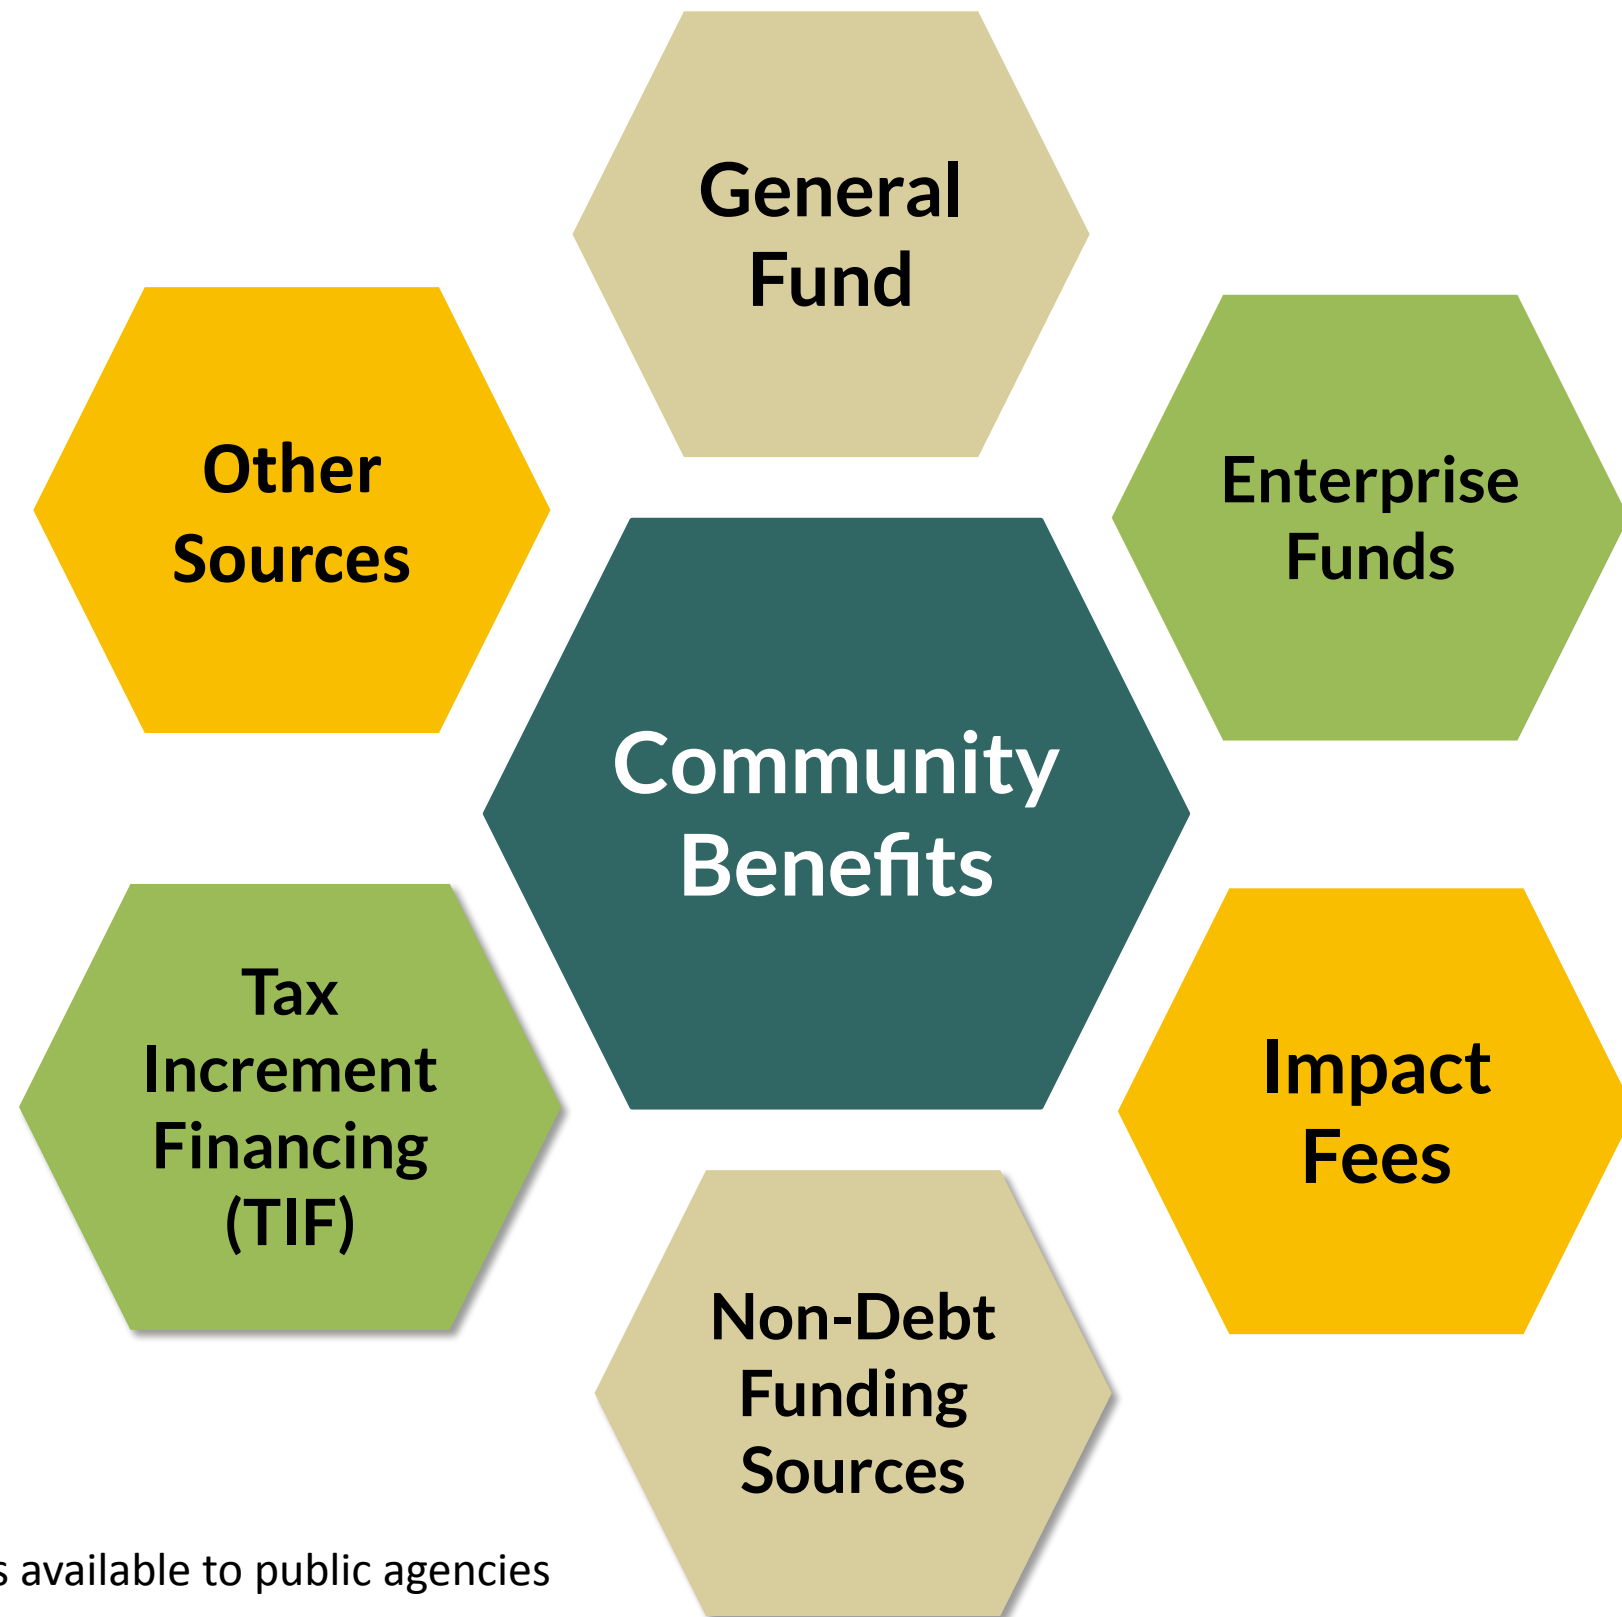 General
Fund
Other
Sources
Enterprise
Funds
Community
Benefits
Tax
Increment
Financing
(TIF)
Impact
Fees
Non-Debt
Funding
Sources
available to public agencies